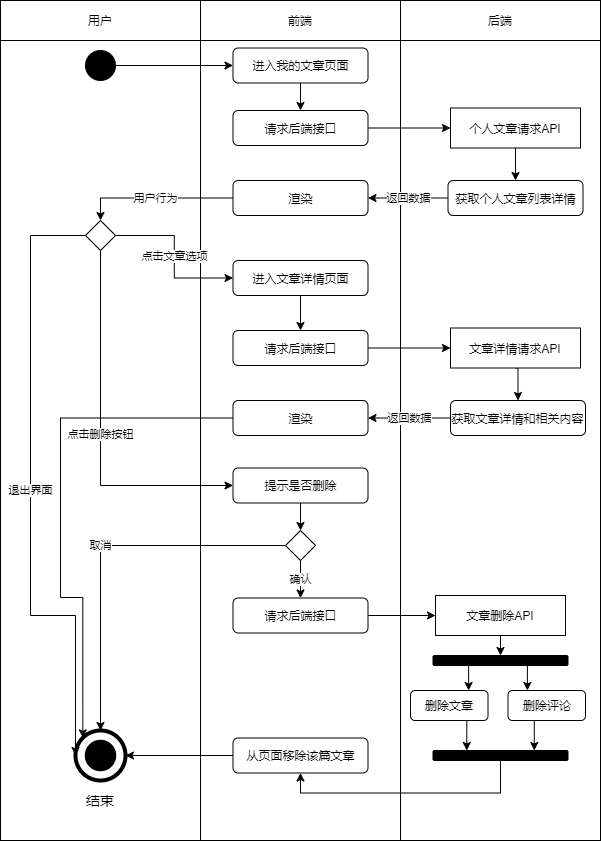 用户
前端
后端
进入我的文章页面
请求后端接口
个人文章请求API
用户行为
渲染
返回数据
获取个人文章列表详情
点击文章选项
进入文章详情页面
请求后端接口
文章详情请求API
渲染
返回数据
获取文章详情和相关内容
点击删除按钮
退出界面
提示是否删除
取消
确认
请求后端接口
文章删除API
删除文章
删除评论
从页面移除该篇文章
结束